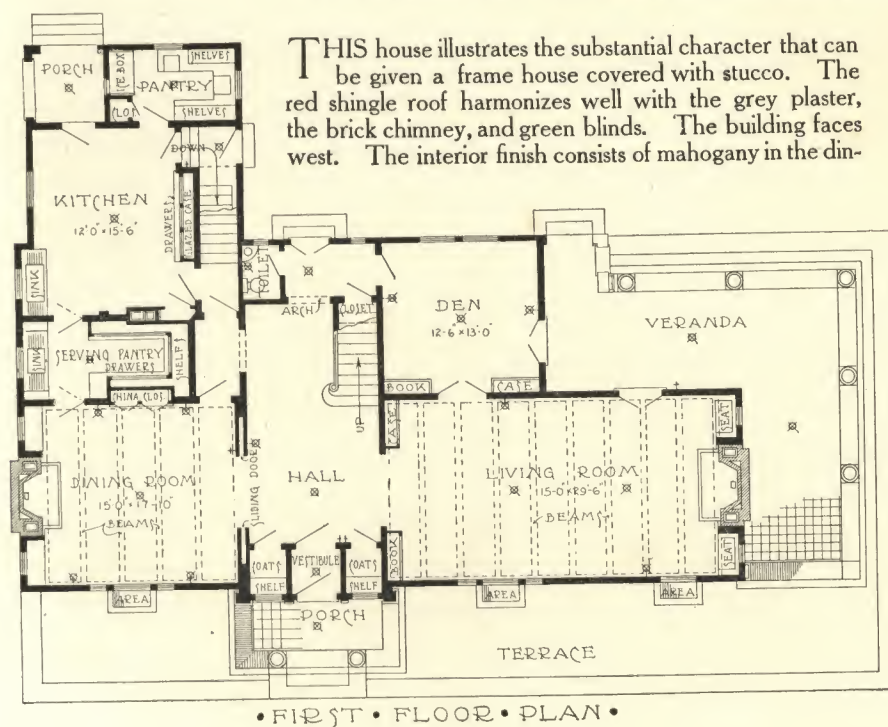 THIS house illustrates the substantial character that can
be given a frame house covered with stucco. The
red shingle roof harmonizes well with the grey plaster,
the brick chimney, and green blinds. The building faces
west. The interior finish consists of mahogany in the din-
PORCH
ICE BOX
PANTRY
SHELVES
CLOS
SHELVES
DOWN
KITCHEN
12'-0" × 15'-6"
DRAWERS
GLAZED CASE
SINK
TOILET
ARCH
CLOSET
DEN
12'-6" × 13'-0"
VERANDA
SINK
SERVING PANTRY
DRAWERS
SHELF
CHINA CLOS
BOOK
CASE
UP
CASE
SEAT
DINING ROOM
BEAMS
SLIDING DOOR
HALL
LIVING ROOM
15'-0" × 29'-6"
BEAMS
BOOK
SEAT
COATS
SHELF
VESTIBULE
COATS
SHELF
AREA
PORCH
AREA
AREA
TERRACE
• FIRST • FLOOR • PLAN •